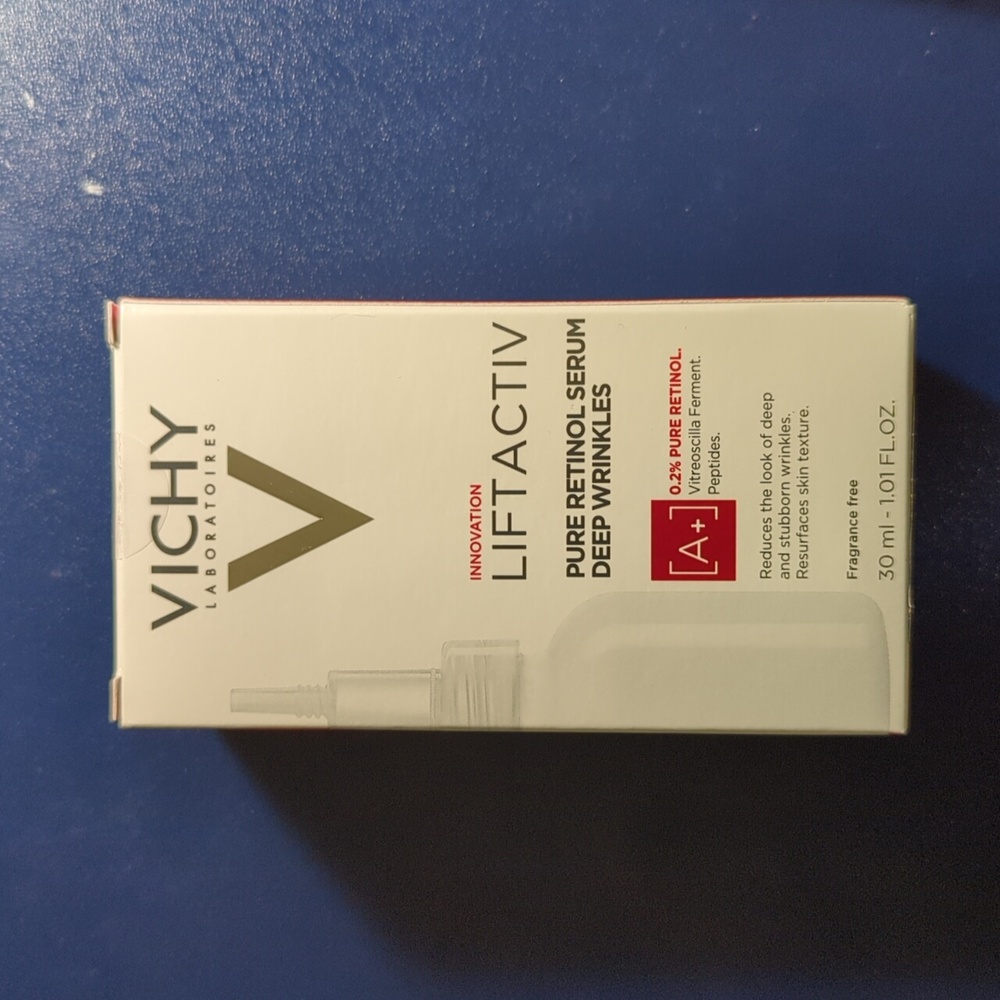 VICHY
LABORATOIRES
V
INNOVATION
LIFTACTIV
PURE RETINOL SERUM
DEEP WRINKLES
[A+]
0.2% PURE RETINOL.
Vitreoscilla Ferment.
Peptides.
Reduces the look of deep
and stubborn wrinkles.
Resurfaces skin texture.
Fragrance free
30 ml - 1.01 FL.OZ.